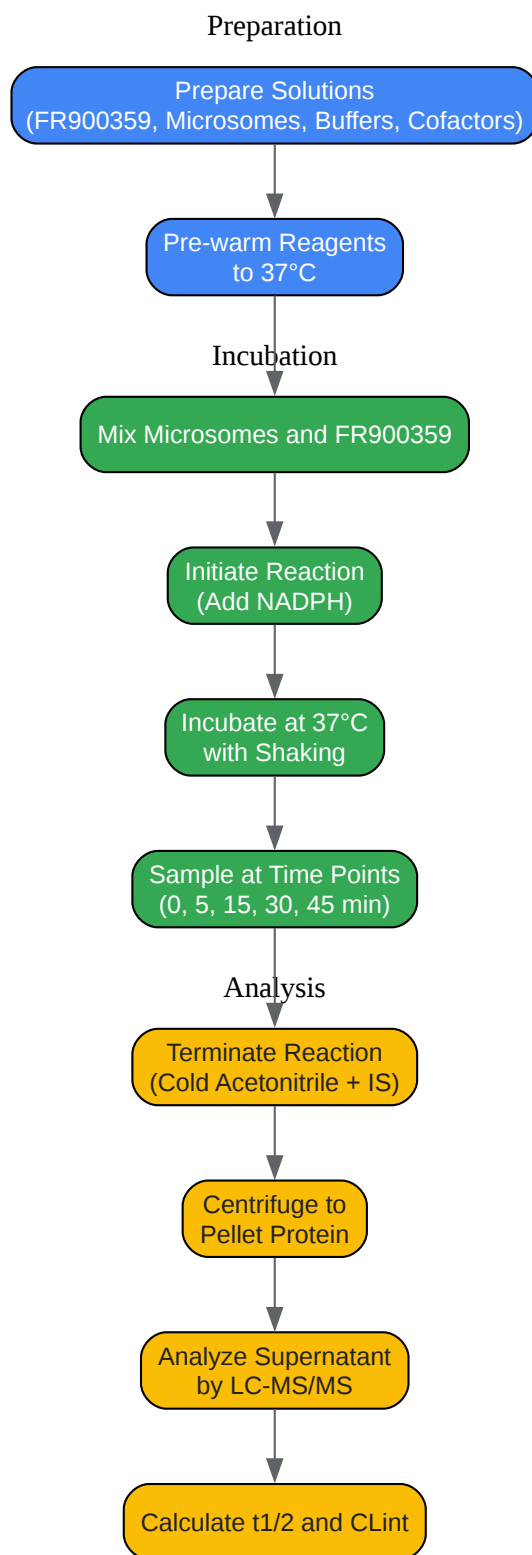 Preparation
Prepare Solutions
(FR900359, Microsomes, Buffers, Cofactors)
Pre-warm Reagents
to 37°C
Incubation
Mix Microsomes and FR900359
Initiate Reaction
(Add NADPH)
Incubate at 37°C
with Shaking
Sample at Time Points
(0, 5, 15, 30, 45 min)
Analysis
Terminate Reaction
(Cold Acetonitrile + IS)
Centrifuge to
Pellet Protein
Analyze Supernatant
by LC-MS/MS
Calculate t1/2 and CLint